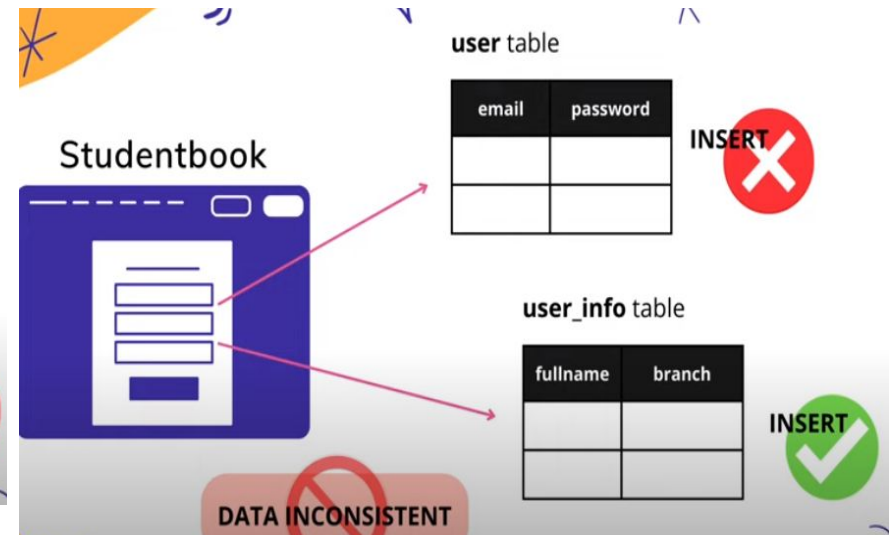 user table
email password
INSERT
Studentbook
user_info table
fullname branch
INSERT
DATA INCONSISTENT